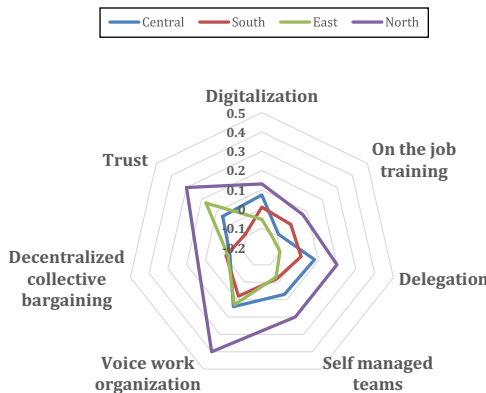 Central South East North
Digitalization
0.5
0.4
0.3
0.2
0.1
0
-0.1
-0.2
On the job
training
Trust
Delegation
Decentralized
collective
bargaining
Self managed
teams
Voice work
organization